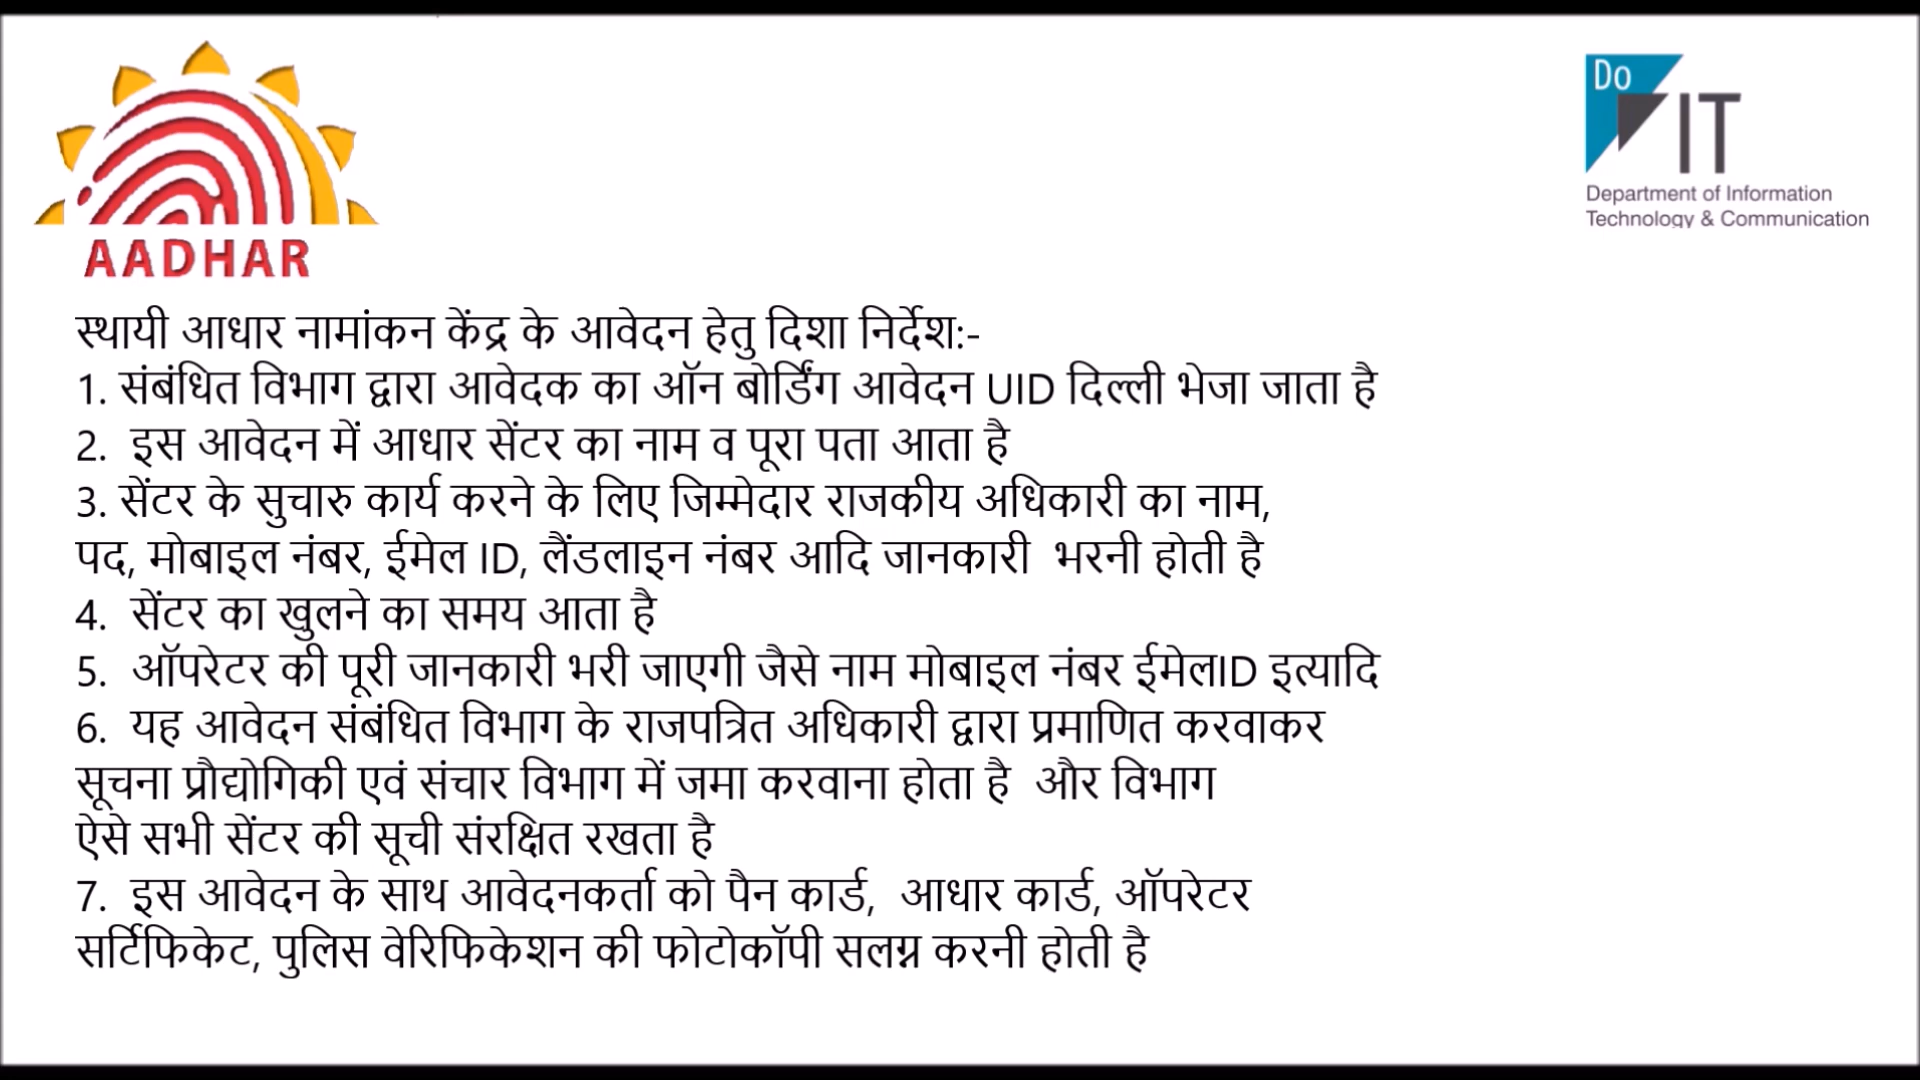 AADHAR
Do
IT
Department of Information
Technology & Communication
स्थायी आधार नामांकन केंद्र के आवेदन हेतु दिशा निर्देश:-
1. संबंधित विभाग द्वारा आवेदक का ऑन बोर्डिंग आवेदन UID दिल्ली भेजा जाता है
2. इस आवेदन में आधार सेंटर का नाम व पूरा पता आता है
3. सेंटर के सुचारु कार्य करने के लिए जिम्मेदार राजकीय अधिकारी का नाम,
पद, मोबाइल नंबर, ईमेल ID, लैंडलाइन नंबर आदि जानकारी भरनी होती है
4. सेंटर का खुलने का समय आता है
5. ऑपरेटर की पूरी जानकारी भरी जाएगी जैसे नाम मोबाइल नंबर ईमेलID इत्यादि
6. यह आवेदन संबंधित विभाग के राजपत्रित अधिकारी द्वारा प्रमाणित करवाकर
सूचना प्रौद्योगिकी एवं संचार विभाग में जमा करवाना होता है और विभाग
ऐसे सभी सेंटर की सूची संरक्षित रखता है
7. इस आवेदन के साथ आवेदनकर्ता को पैन कार्ड, आधार कार्ड, ऑपरेटर
सर्टिफिकेट, पुलिस वेरिफिकेशन की फोटोकॉपी सलग्न करनी होती है